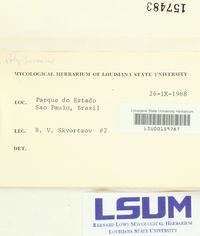 157483
MYCOLOGICAL HERBARIUM OF LOUISIANA STATE UNIVERSITY
26-IX-1968
LOC. Parque do Estado
Sao Paulo, Brazil
Louisiana State University Herbarium
LSU00159787
LEG. B. V. Skvortzov #7
DET:
LSUM
BERNARD LOWY MYCOLOGICAL HERBARIUM
LOUISIANA STATE UNIVERSITY